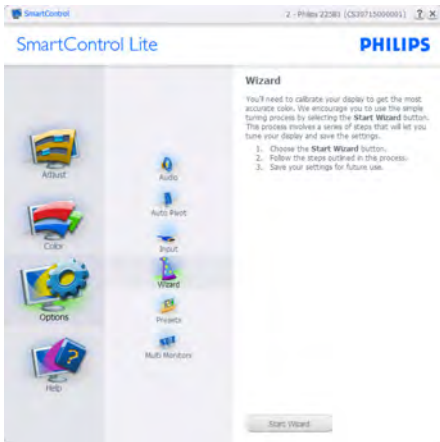 SmartControl
2 - Philips 225B1 (CS39715000001)
? X
SmartControl Lite
PHILIPS
Adjust
Color
Options
Help
Audio
Auto Pivot
Input
Wizard
Presets
Multi Monitors
Wizard
You'll need to calibrate your display to get the most
accurate color. We encourage you to use the simple
tuning process by selecting the Start Wizard button.
This process involves a series of steps that will let you
tune your display and save the settings.
1. Choose the Start Wizard button.
2. Follow the steps outlined in this process.
3. Save your settings for future use.
Start Wizard